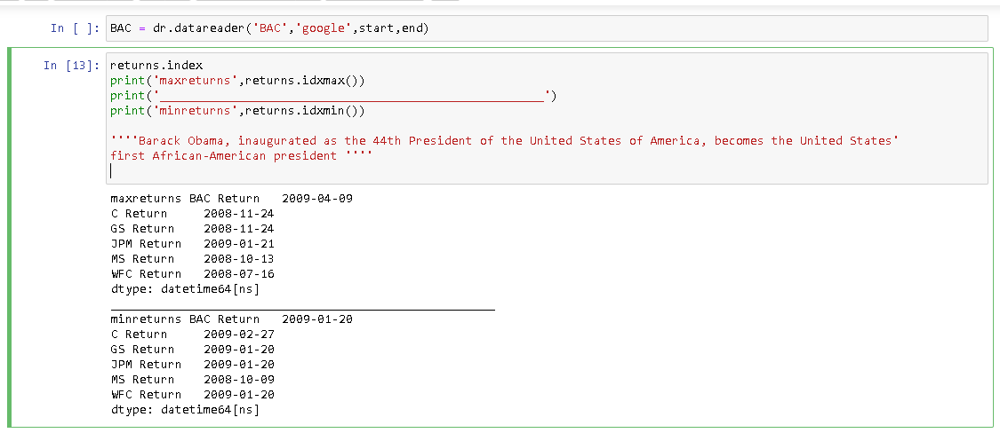 In [ ]: BAC = dr.datareader('BAC','google',start,end)
In [13]: returns.index
print('maxreturns',returns.idxmax())
print('______________________________________________________')
print('minreturns',returns.idxmin())
''''Barack Obama, inaugurated as the 44th President of the United States of America, becomes the United States'
first African-American president ''''
maxreturns BAC Return   2009-04-09
C Return     2008-11-24
GS Return    2008-11-24
JPM Return   2009-01-21
MS Return    2008-10-13
WFC Return   2008-07-16
dtype: datetime64[ns]
______________________________________________________
minreturns BAC Return   2009-01-20
C Return     2009-02-27
GS Return    2009-01-20
JPM Return   2009-01-20
MS Return    2008-10-09
WFC Return   2009-01-20
dtype: datetime64[ns]